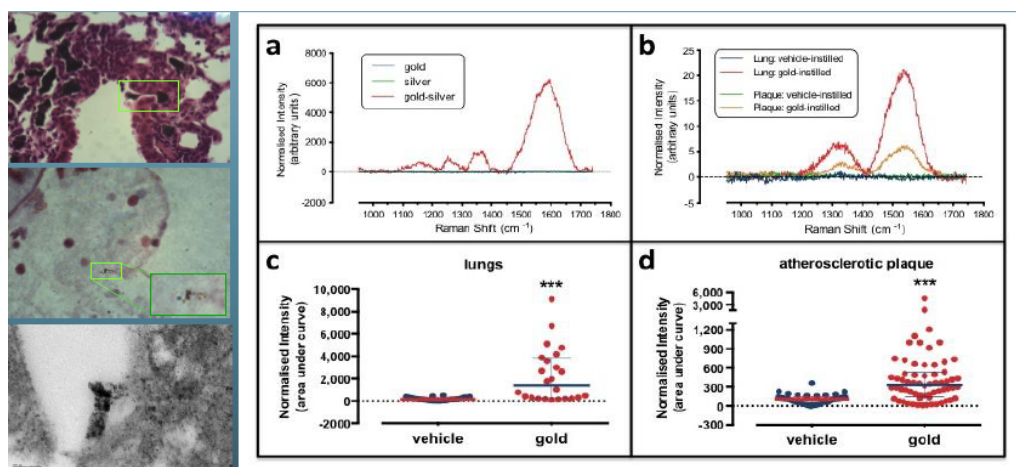 a
8000
6000
4000
2000
0
-2000
Normalised Intensity
(arbitrary units)
gold
silver
gold-silver
1000 1100 1200 1300 1400 1500 1600 1700 1800
Raman Shift (cm⁻¹)
b
25
20
15
10
5
0
-5
Normalised Intensity
(arbitrary units)
Lung: vehicle-instilled
Lung: gold-instilled
Plaque: vehicle-instilled
Plaque: gold-instilled
1000 1100 1200 1300 1400 1500 1600 1700 1800
Raman Shift (cm⁻¹)
c
lungs
10,000
8,000
6,000
4,000
2,000
0
-2000
Normalised Intensity
(area under curve)
***
vehicle gold
d
atherosclerotic plaque
6,000
3,000
1,200
900
600
300
0
-300
Normalised Intensity
(area under curve)
***
vehicle gold